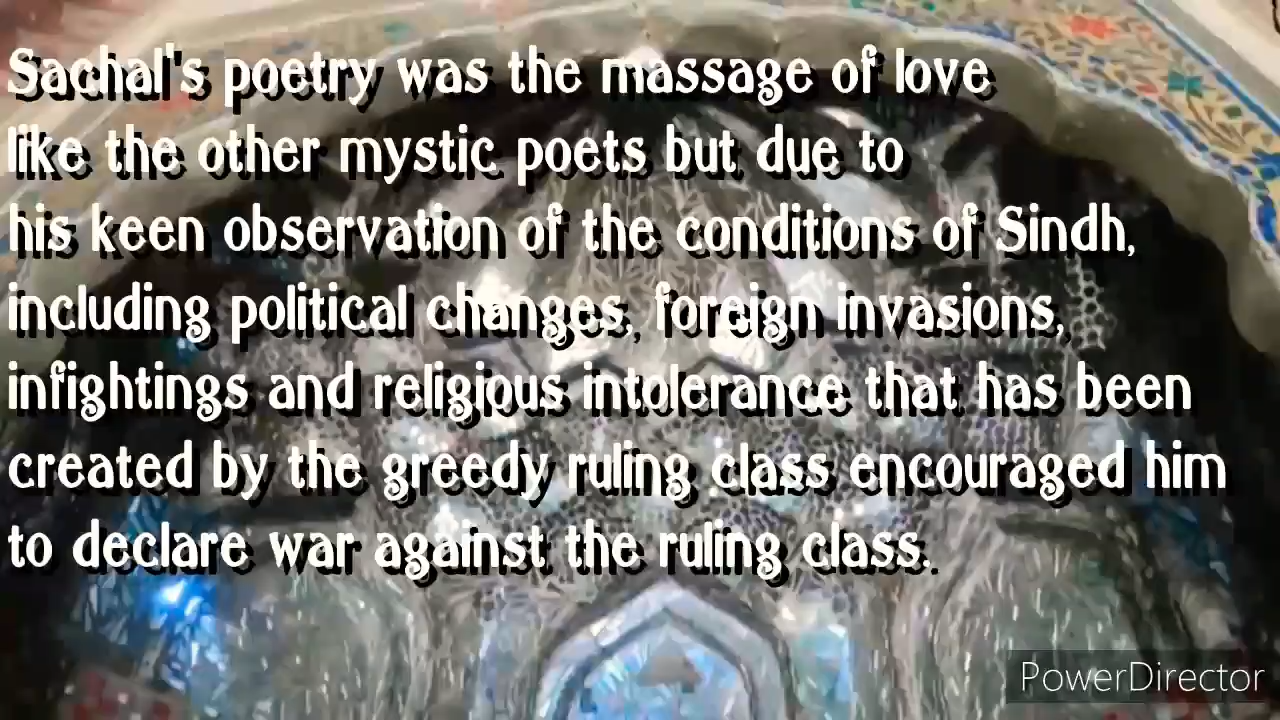 Sachal's poetry was the massage of love
like the other mystic poets but due to
his keen observation of the conditions of Sindh,
including political changes, foreign invasions,
infightings and religious intolerance that has been
created by the greedy ruling class encouraged him
to declare war against the ruling class.
PowerDirector